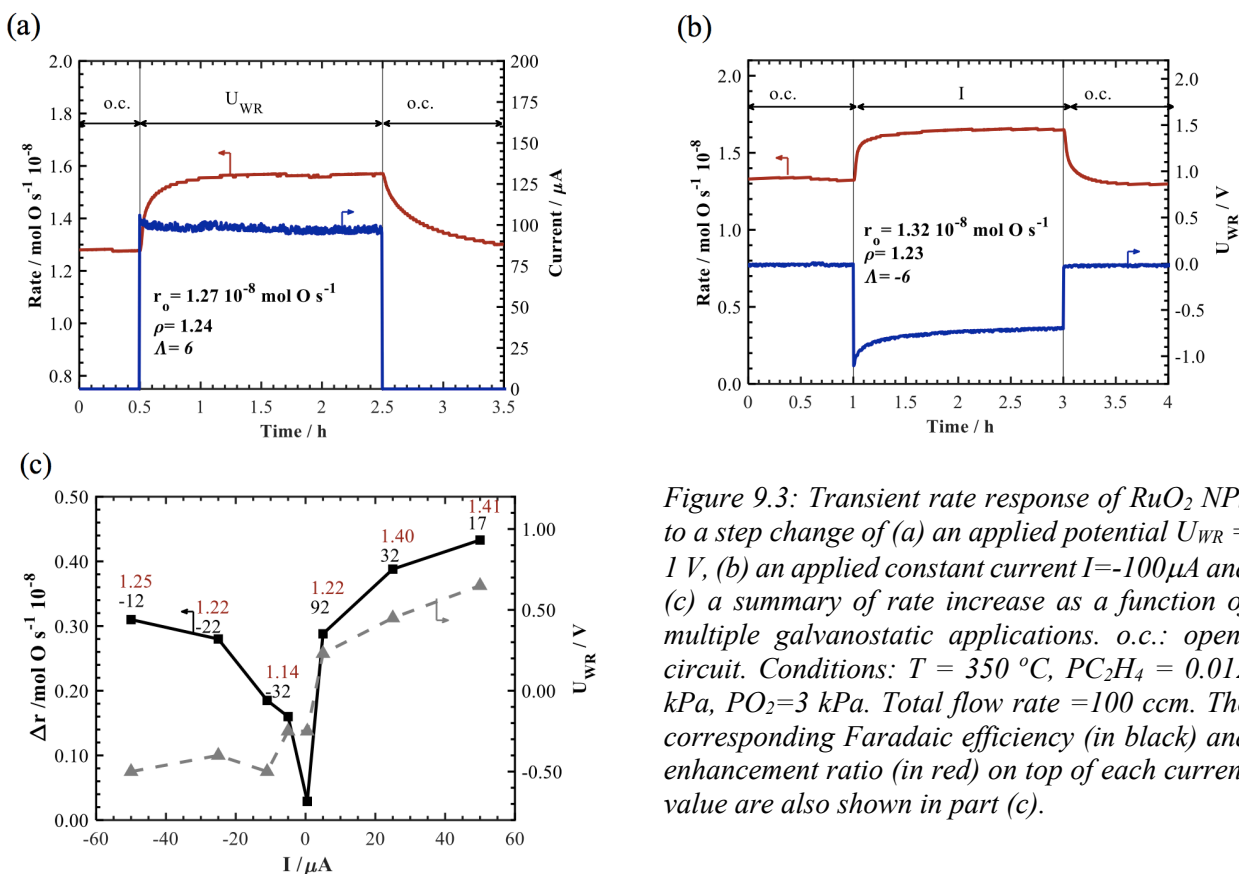 (a)
2.0
1.8
1.6
1.4
1.2
1.0
0.8
Rate / mol O s⁻¹ 10⁻⁸
o.c.
U_WR
o.c.
200
175
150
125
100
75
50
25
0
Current / μA
r_o = 1.27 10⁻⁸ mol O s⁻¹
ρ= 1.24
Λ= 6
0 0.5 1 1.5 2 2.5 3 3.5
Time / h
(b)
2.0
1.8
1.5
1.3
1.0
0.8
0.5
0.3
0.0
Rate / mol O s⁻¹ 10⁻⁸
o.c.
I
o.c.
2.0
1.5
1.0
0.5
0.0
-0.5
-1.0
U_WR / V
r_o = 1.32 10⁻⁸ mol O s⁻¹
ρ= 1.23
Λ= -6
0 0.5 1 1.5 2 2.5 3 3.5 4
Time / h
(c)
0.50
0.40
0.30
0.20
0.10
0.00
Δr /mol O s⁻¹ 10⁻⁸
1.25
-12
1.22
-22
1.14
-32
1.22
92
1.40
32
1.41
17
1.00
0.50
0.00
-0.50
U_WR / V
-60 -40 -20 0 20 40 60
I / μA
Figure 9.3: Transient rate response of RuO₂ NP
to a step change of (a) an applied potential U_WR =
1 V, (b) an applied constant current I=-100μA and
(c) a summary of rate increase as a function of
multiple galvanostatic applications. o.c.: open
circuit. Conditions: T = 350 ºC, PC₂H₄ = 0.01
kPa, PO₂=3 kPa. Total flow rate =100 ccm. The
corresponding Faradaic efficiency (in black) and
enhancement ratio (in red) on top of each current
value are also shown in part (c).